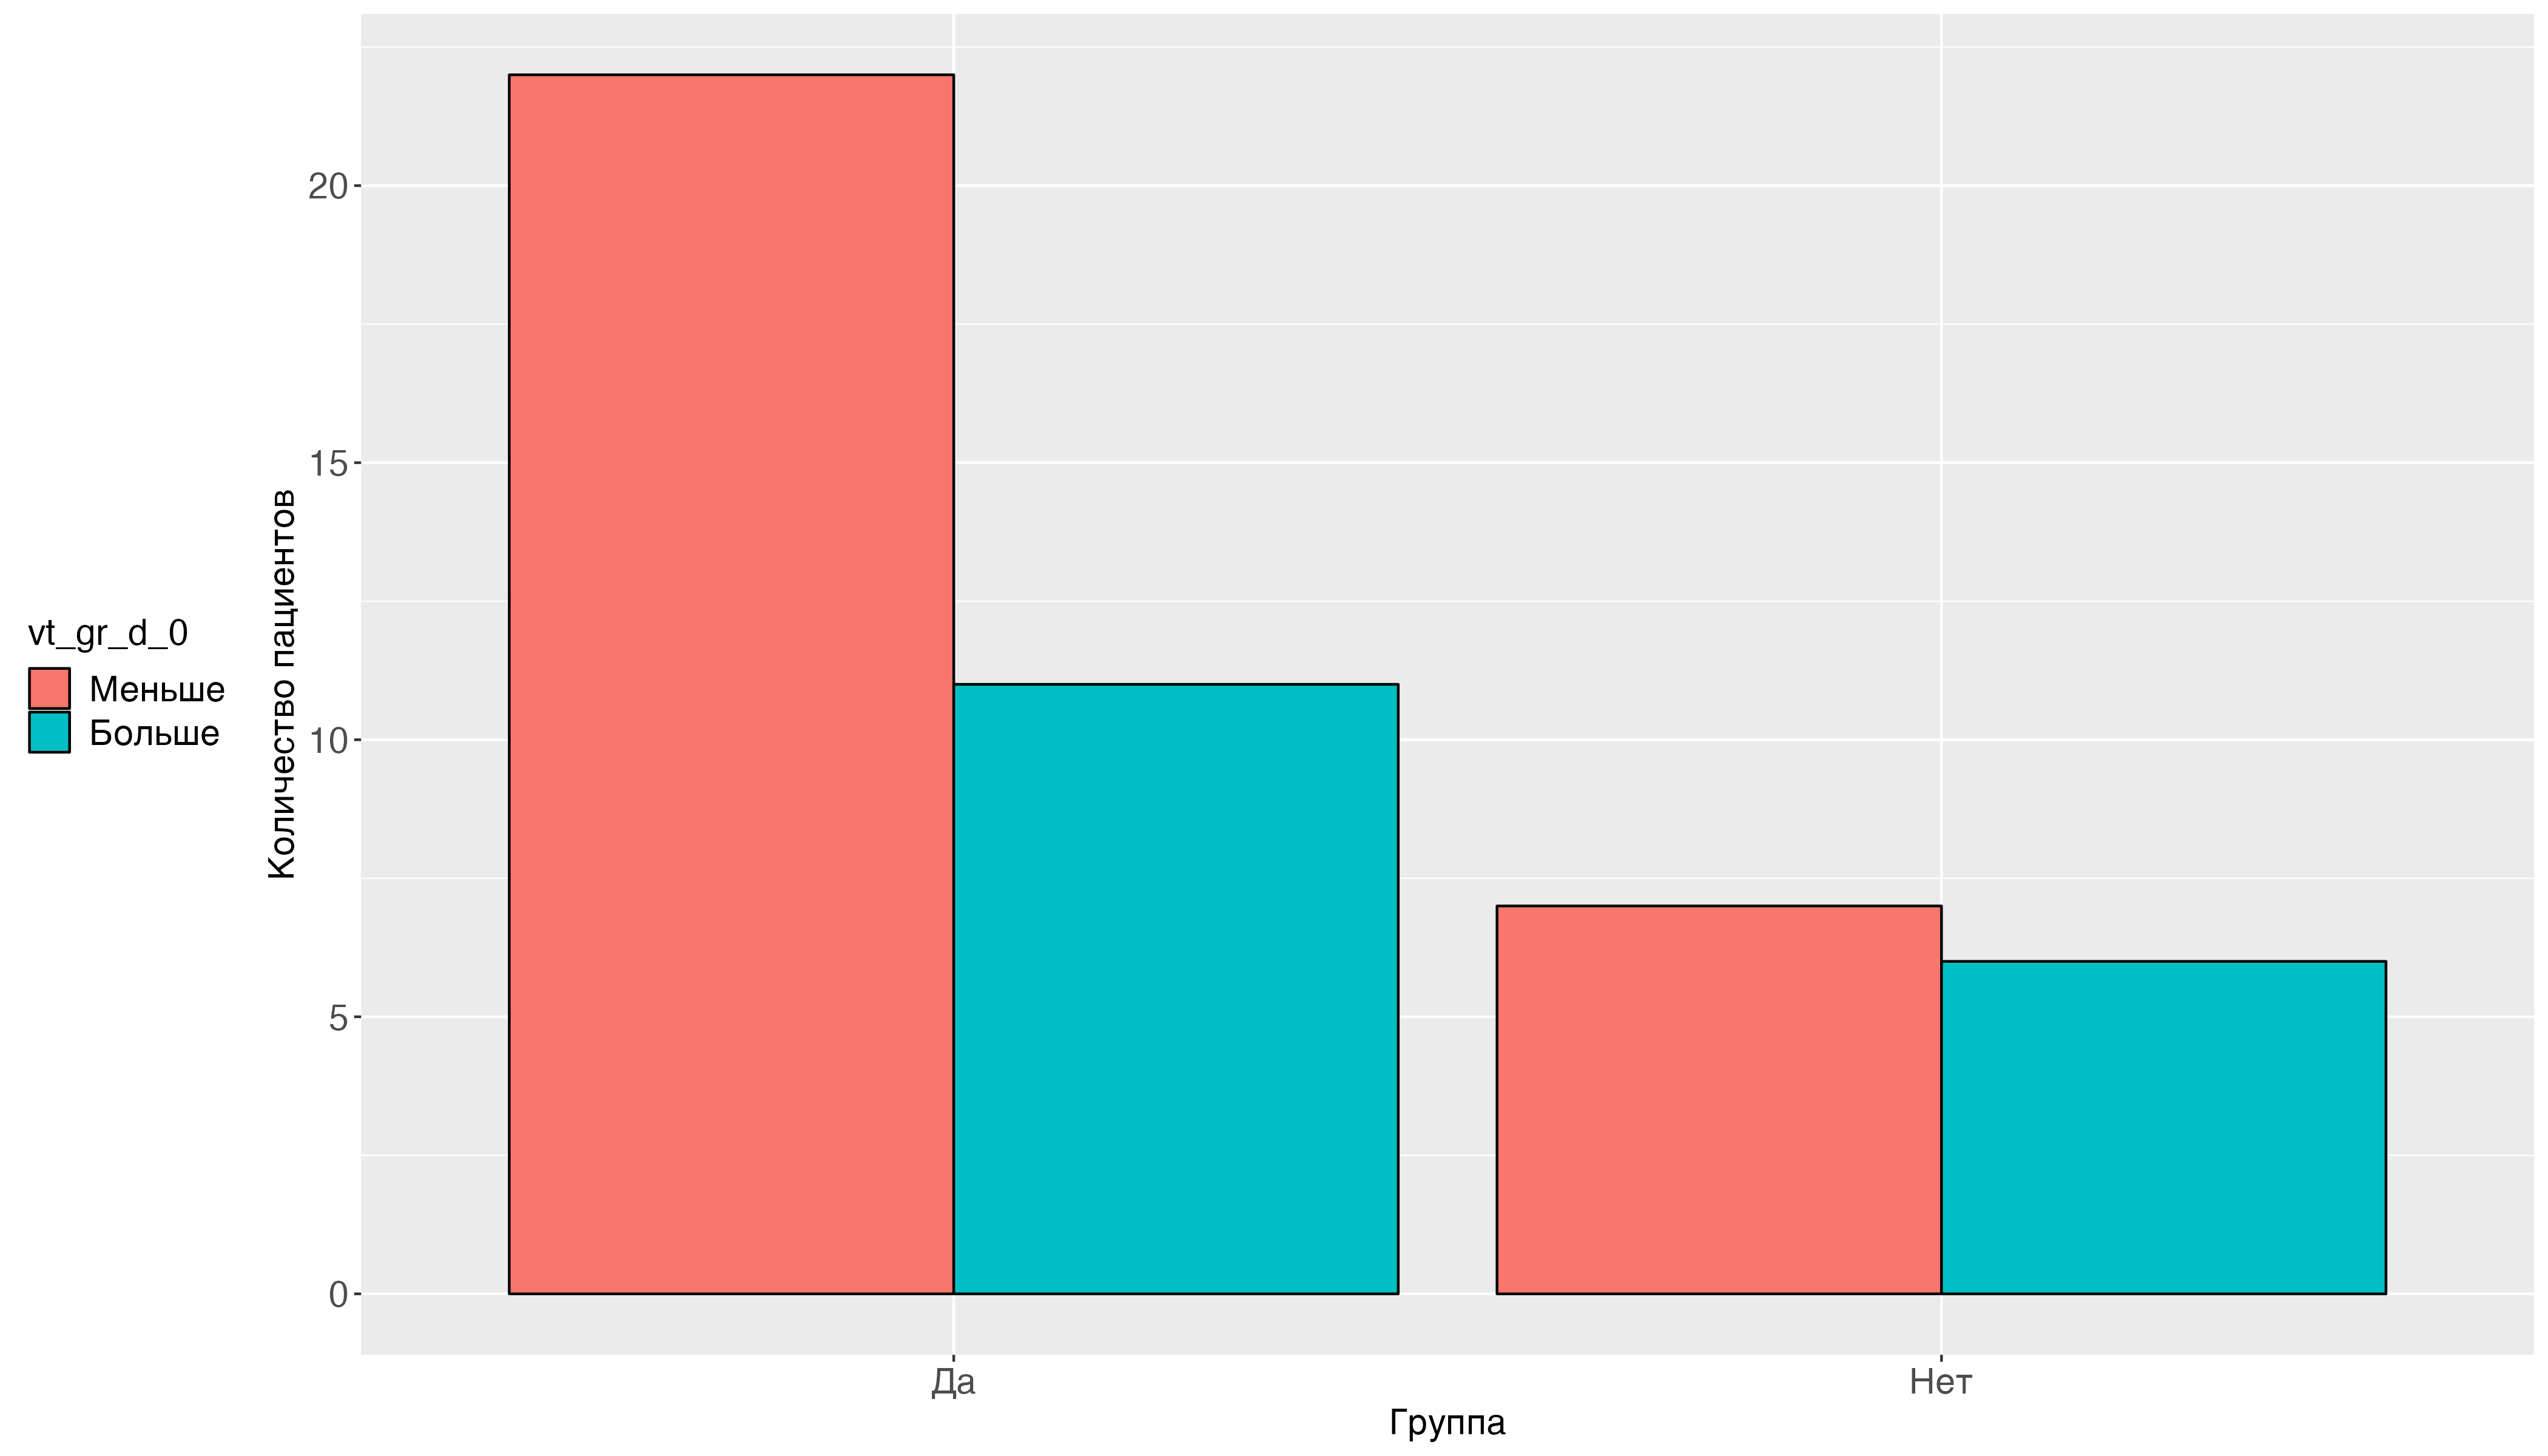 vt_gr_d_0
Меньше
Больше
Количество пациентов
20
15
10
5
0
Да
Нет
Группа